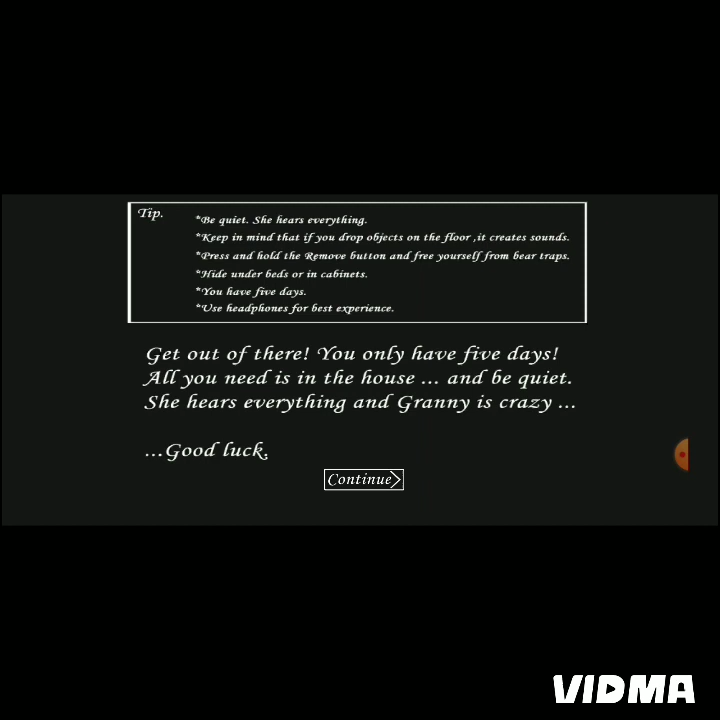 Tip.
*Be quiet. She hears everything.
*Keep in mind that if you drop objects on the floor ,it creates sounds.
*Press and hold the Remove button and free yourself from bear traps.
*Hide under beds or in cabinets.
*You have five days.
*Use headphones for best experience.
Get out of there! You only have five days!
All you need is in the house ... and be quiet.
She hears everything and Granny is crazy ...
...Good luck.
Continue
VIDMA